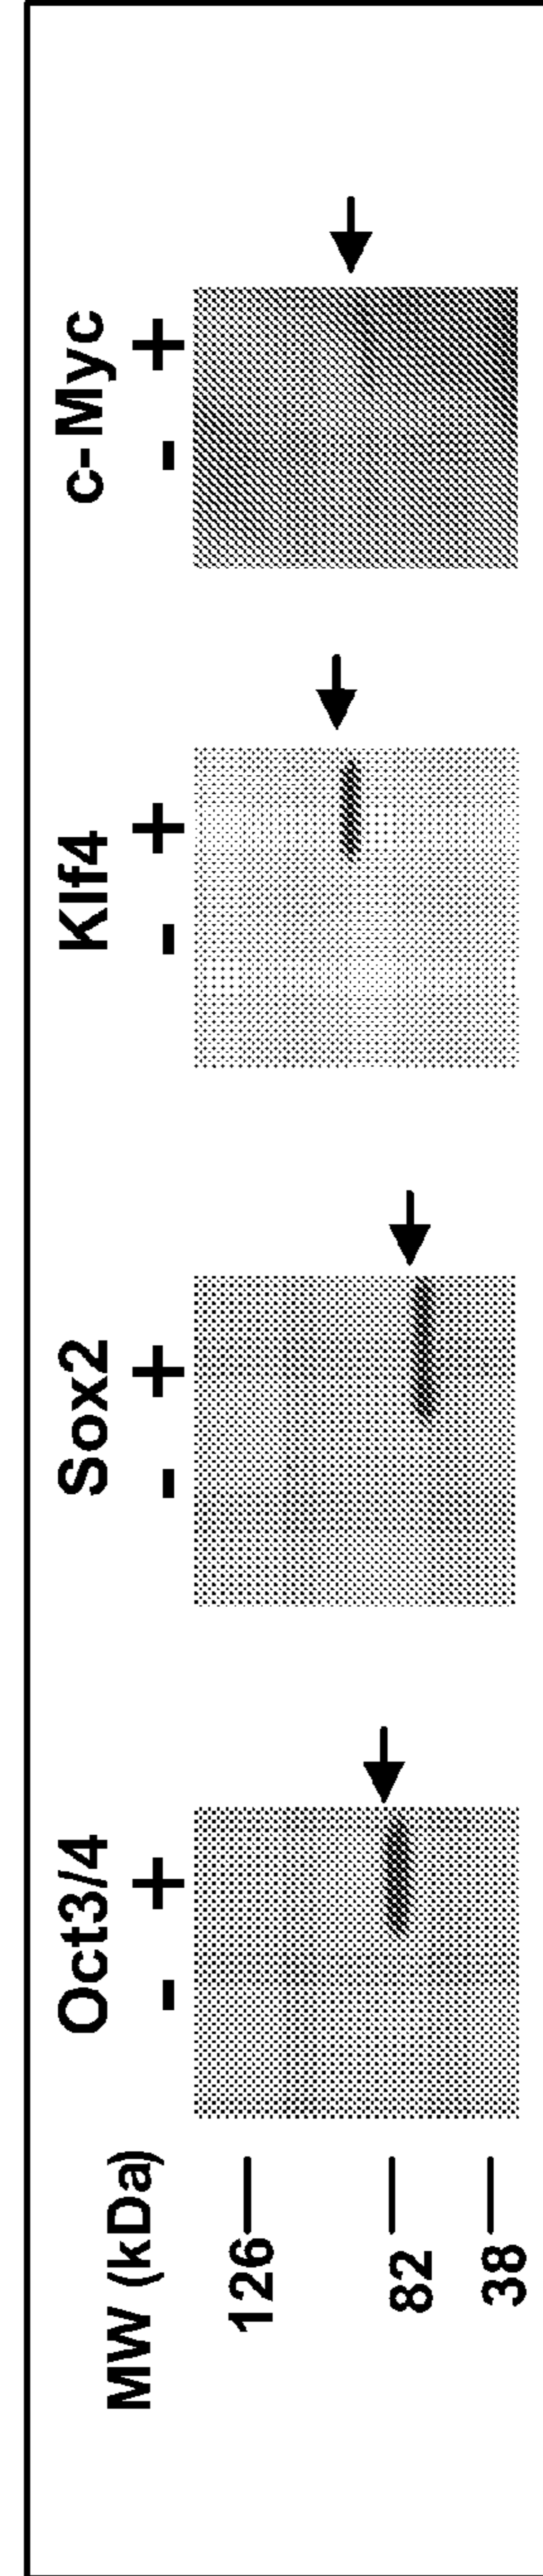 Oct3/4 Sox2 Klf4 c-Myc
MW (kDa) - + - + - + - +
126
82
38